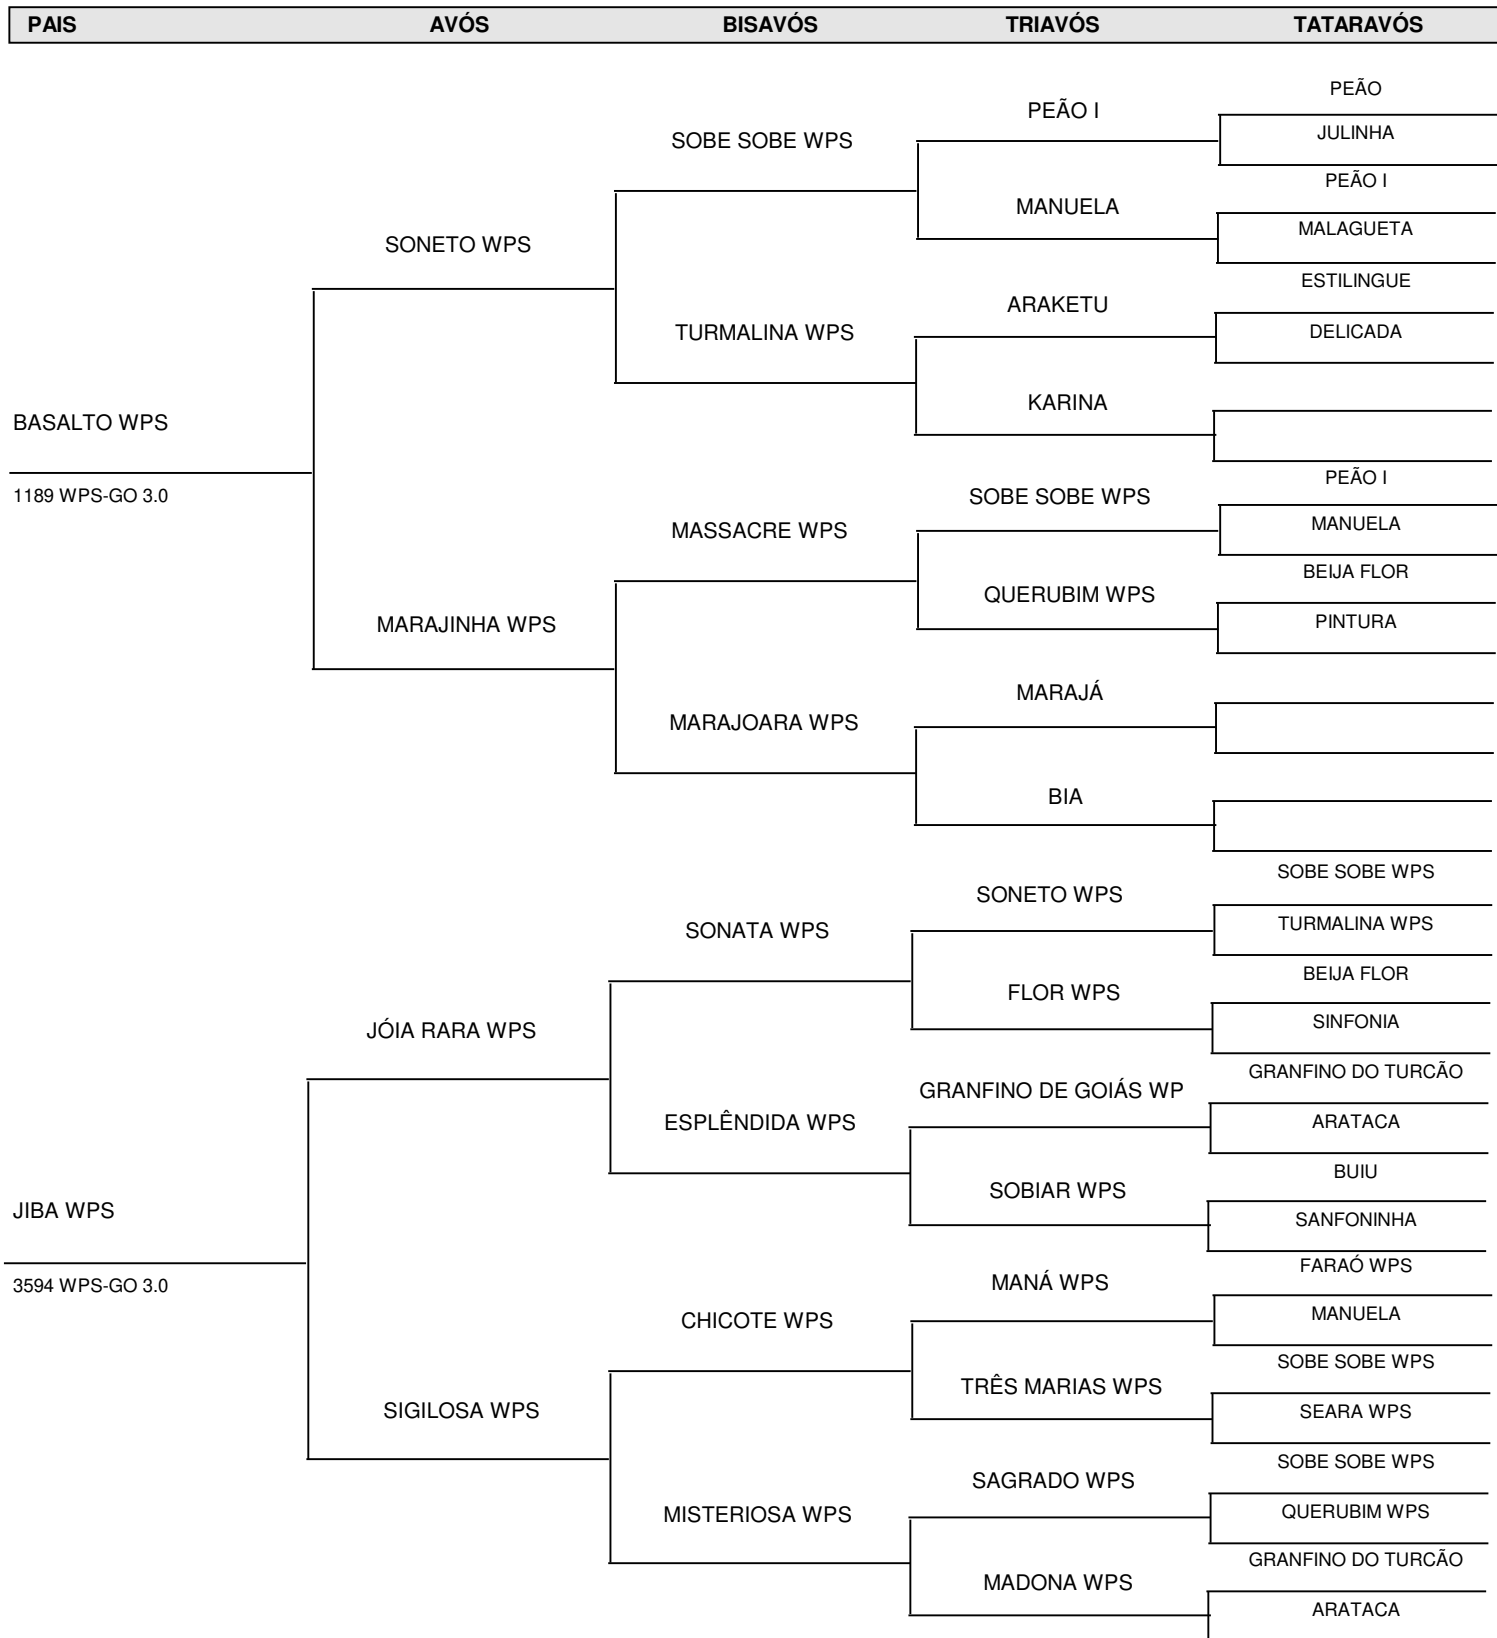 PAIS AVÓS BISAVÓS TRIAVÓS TATARAVÓS
PEÃO
PEÃO I
JULINHA
SOBE SOBE WPS
PEÃO I
MANUELA
MALAGUETA
SONETO WPS
ESTILINGUE
ARAKETU
TURMALINA WPS
DELICADA
KARINA
BASALTO WPS
PEÃO I
1189 WPS-GO 3.0
SOBE SOBE WPS
MANUELA
MASSACRE WPS
BEIJA FLOR
QUERUBIM WPS
PINTURA
MARAJINHA WPS
MARAJÁ
MARAJOARA WPS
BIA
SOBE SOBE WPS
SONETO WPS
TURMALINA WPS
SONATA WPS
BEIJA FLOR
FLOR WPS
SINFONIA
JÓIA RARA WPS
GRANFINO DO TURCÃO
GRANFINO DE GOIÁS WP
ARATACA
ESPLÊNDIDA WPS
BUIU
SOBIAR WPS
JIBA WPS
SANFONINHA
FARAÓ WPS
3594 WPS-GO 3.0
MANÁ WPS
MANUELA
CHICOTE WPS
SOBE SOBE WPS
TRÊS MARIAS WPS
SIGILOSA WPS
SEARA WPS
SOBE SOBE WPS
SAGRADO WPS
QUERUBIM WPS
MISTERIOSA WPS
GRANFINO DO TURCÃO
MADONA WPS
ARATACA